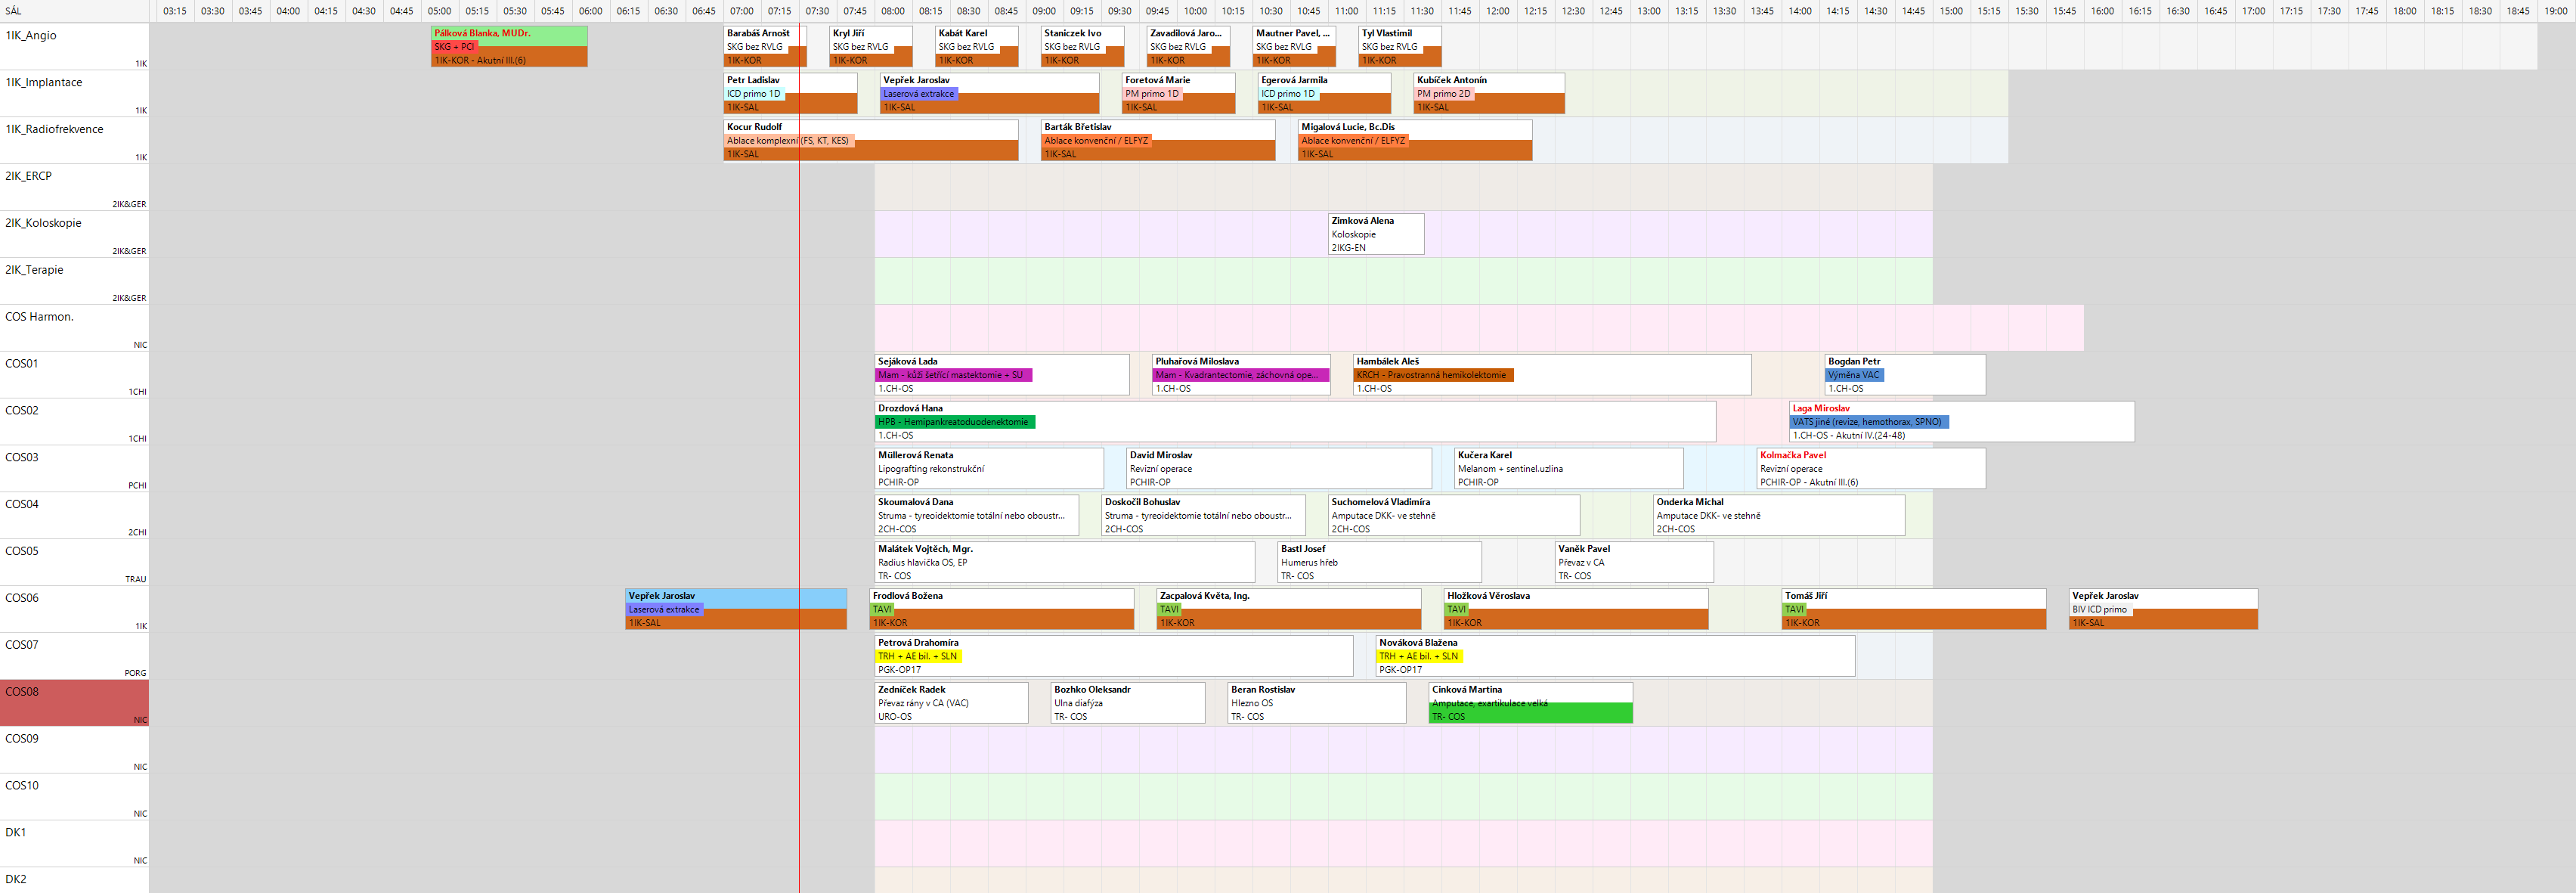 SÁL 03:15 03:30 03:45 04:00 04:15 04:30 04:45 05:00 05:15 05:30 05:45 06:00 06:15 06:30 06:45 07:00 07:15 07:30 07:45 08:00 08:15 08:30 08:45 09:00 09:15 09:30 09:45 10:00 10:15 10:30 10:45 11:00 11:15 11:30 11:45 12:00 12:15 12:30 12:45 13:00 13:15 13:30 13:45 14:00 14:15 14:30 14:45 15:00 15:15 15:30 15:45 16:00 16:15 16:30 16:45 17:00 17:15 17:30 17:45 18:00 18:15 18:30 18:45 19:00
1IK_Angio
1IK
Pálková Blanka, MUDr.
SKG + PCI
1IK-KOR - Akutní III.(6)
Barabáš Arnošt
SKG bez RVLG
1IK-KOR
Kryl Jiří
SKG bez RVLG
1IK-KOR
Kabát Karel
SKG bez RVLG
1IK-KOR
Staniczek Ivo
SKG bez RVLG
1IK-KOR
Zavadilová Jaro...
SKG bez RVLG
1IK-KOR
Mautner Pavel, ...
SKG bez RVLG
1IK-KOR
Tyl Vlastimil
SKG bez RVLG
1IK-KOR
1IK_Implantace
1IK
Petr Ladislav
ICD primo 1D
1IK-SAL
Vepřek Jaroslav
Laserová extrakce
1IK-SAL
Foretová Marie
PM primo 1D
1IK-SAL
Egerová Jarmila
ICD primo 1D
1IK-SAL
Kubíček Antonín
PM primo 2D
1IK-SAL
1IK_Radiofrekvence
1IK
Kocur Rudolf
Ablace komplexní (FS, KT, KES)
1IK-SAL
Barták Břetislav
Ablace konvenční / ELFYZ
1IK-SAL
Migalová Lucie, Bc.Dis
Ablace konvenční / ELFYZ
1IK-SAL
2IK_ERCP
2IK&GER
2IK_Koloskopie
2IK&GER
Zimková Alena
Koloskopie
2IKG-EN
2IK_Terapie
2IK&GER
COS Harmon.
NIC
COS01
1CHI
Sejáková Lada
Mam - kůži šetřící mastektomie + SU
1.CH-OS
Pluhařová Miloslava
Mam - Kvadrantectomie, záchovná ope...
1.CH-OS
Hambálek Aleš
KRCH - Pravostranná hemikolektomie
1.CH-OS
Bogdan Petr
Výměna VAC
1.CH-OS
COS02
1CHI
Drozdová Hana
HPB - Hemipankreatoduodenektomie
1.CH-OS
Laga Miroslav
VATS jiné (revize, hemothorax, SPNO)
1.CH-OS - Akutní IV.(24-48)
COS03
PCHI
Müllerová Renata
Lipografting rekonstrukční
PCHIR-OP
David Miroslav
Revizní operace
PCHIR-OP
Kučera Karel
Melanom + sentinel.uzlina
PCHIR-OP
Kolmačka Pavel
Revizní operace
PCHIR-OP - Akutní III.(6)
COS04
2CHI
Skoumalová Dana
Struma - tyreoidektomie totální nebo oboustr...
2CH-COS
Doskočil Bohuslav
Struma - tyreoidektomie totální nebo oboustr...
2CH-COS
Suchomelová Vladimíra
Amputace DKK- ve stehně
2CH-COS
Onderka Michal
Amputace DKK- ve stehně
2CH-COS
COS05
TRAU
Malátek Vojtěch, Mgr.
Radius hlavička OS, EP
TR- COS
Bastl Josef
Humerus hřeb
TR- COS
Vaněk Pavel
Převaz v CA
TR- COS
COS06
1IK
Vepřek Jaroslav
Laserová extrakce
1IK-SAL
Frodlová Božena
TAVI
1IK-KOR
Zacpalová Květa, Ing.
TAVI
1IK-KOR
Hložková Věroslava
TAVI
1IK-KOR
Tomáš Jiří
TAVI
1IK-KOR
Vepřek Jaroslav
BIV ICD primo
1IK-SAL
COS07
PORG
Petrová Drahomíra
TRH + AE bil. + SLN
PGK-OP17
Nováková Blažena
TRH + AE bil. + SLN
PGK-OP17
COS08
NIC
Zedníček Radek
Převaz rány v CA (VAC)
URO-OS
Bozhko Oleksandr
Ulna diafýza
TR- COS
Beran Rostislav
Hlezno OS
TR- COS
Cinková Martina
Amputace, exartikulace velká
TR- COS
COS09
NIC
COS10
NIC
DK1
NIC
DK2